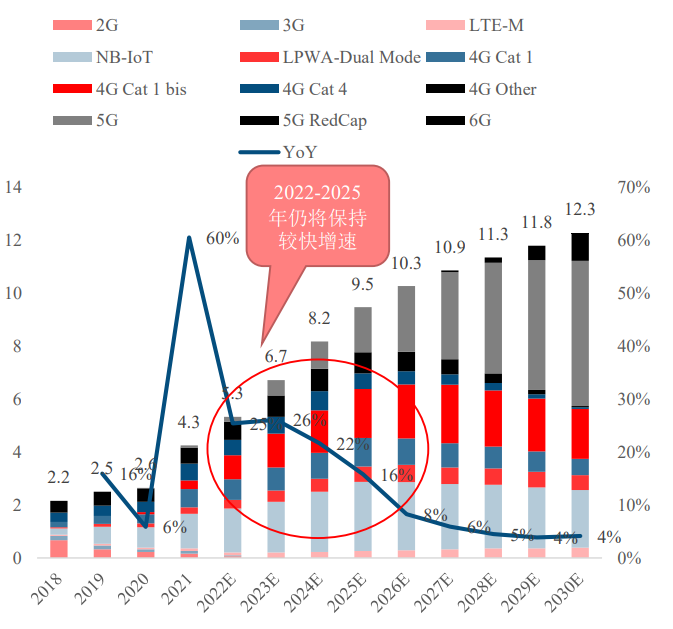 2G 3G LTE-M
NB-IoT LPWA-Dual Mode 4G Cat 1
4G Cat 1 bis 4G Cat 4 4G Other
5G 5G RedCap 6G
YoY
2022-2025
年仍将保持
较快增速
14
12
10
8
6
4
2
0
70%
60%
50%
40%
30%
20%
10%
0%
2.2 2.5 2.6 4.3 5.3 6.7 8.2 9.5 10.3 10.9 11.3 11.8 12.3
16% 6% 60% 26% 22% 16% 8% 6% 5% 4% 4%
2018 2019 2020 2021 2022E 2023E 2024E 2025E 2026E 2027E 2028E 2029E 2030E